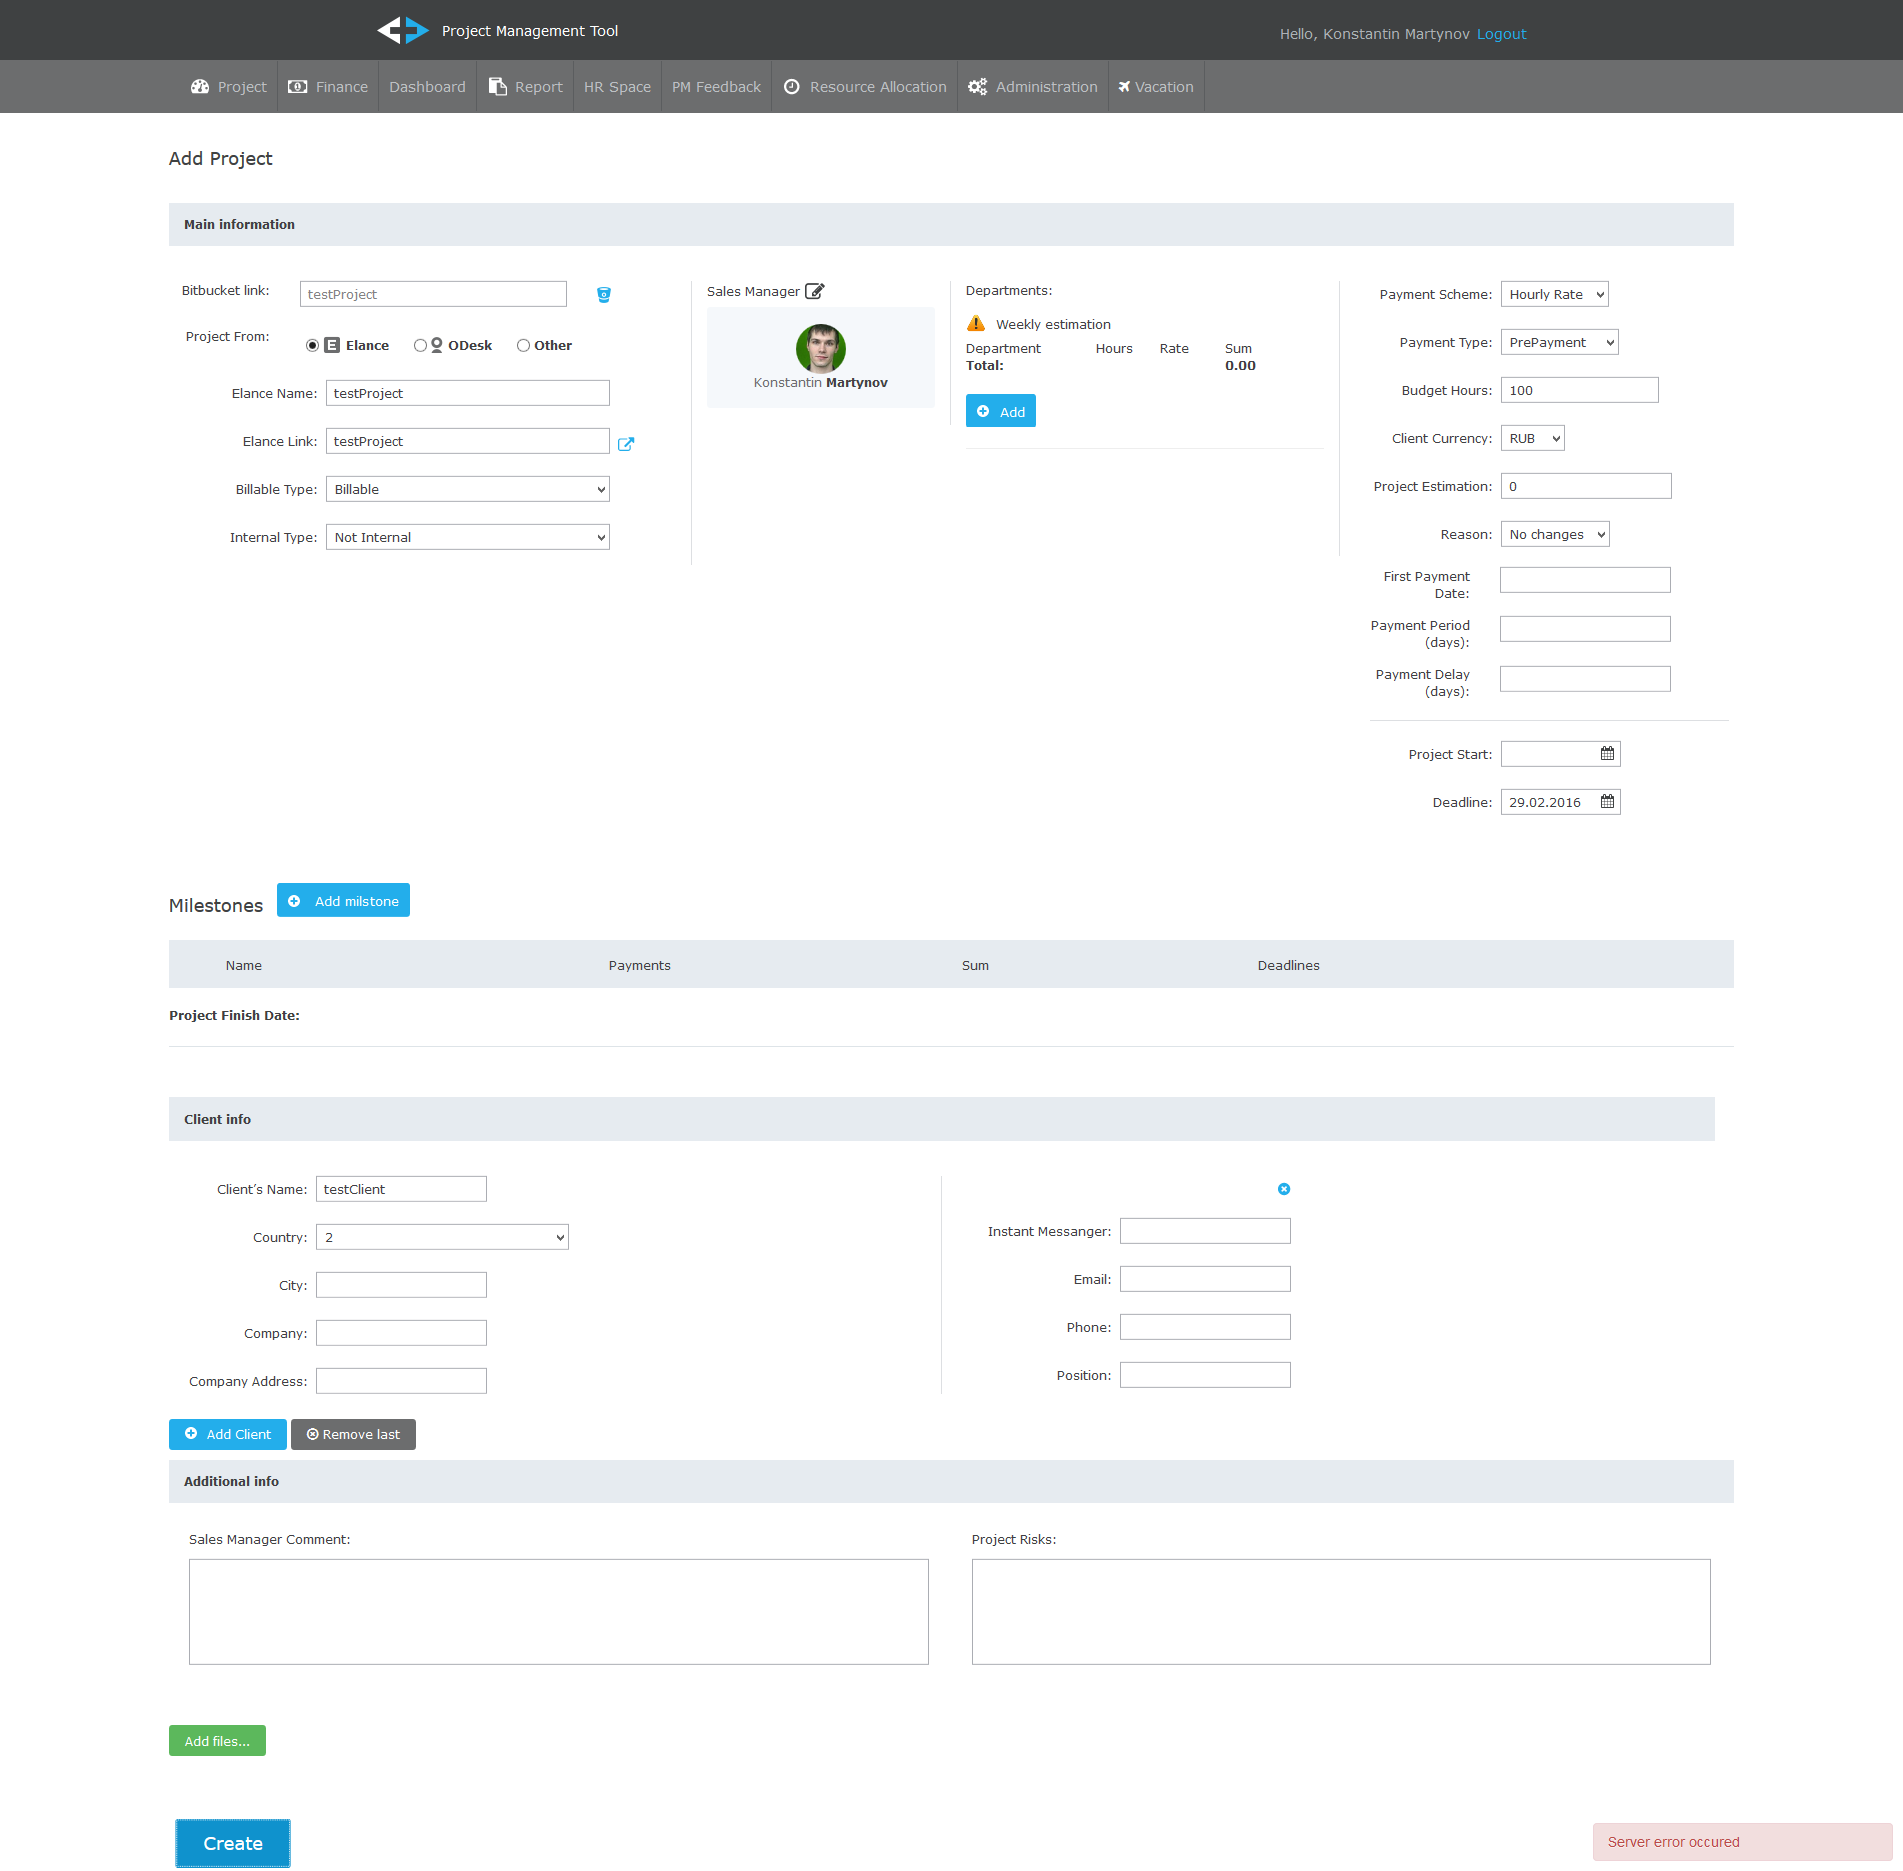 Project Management Tool
Hello, Konstantin Martynov Logout
Project Finance Dashboard Report HR Space PM Feedback Resource Allocation Administration Vacation
Add Project
Main information
Bitbucket link: testProject
Project From: Elance ODesk Other
Elance Name: testProject
Elance Link: testProject
Billable Type: Billable
Internal Type: Not Internal
Sales Manager
Konstantin Martynov
Departments:
Weekly estimation
Department Hours Rate Sum
Total: 0.00
Add
Payment Scheme: Hourly Rate
Payment Type: PrePayment
Budget Hours: 100
Client Currency: RUB
Project Estimation: 0
Reason: No changes
First Payment
Date:
Payment Period
(days):
Payment Delay
(days):
Project Start:
Deadline: 29.02.2016
Milestones Add milstone
Name Payments Sum Deadlines
Project Finish Date:
Client info
Client's Name: testClient
Country: 2
City:
Company:
Company Address:
Instant Messanger:
Email:
Phone:
Position:
Add Client Remove last
Additional info
Sales Manager Comment:
Project Risks:
Add files...
Create
Server error occured